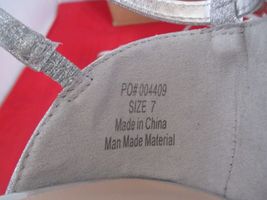 PO# 004409
SIZE 7
Made in China
Man Made Material